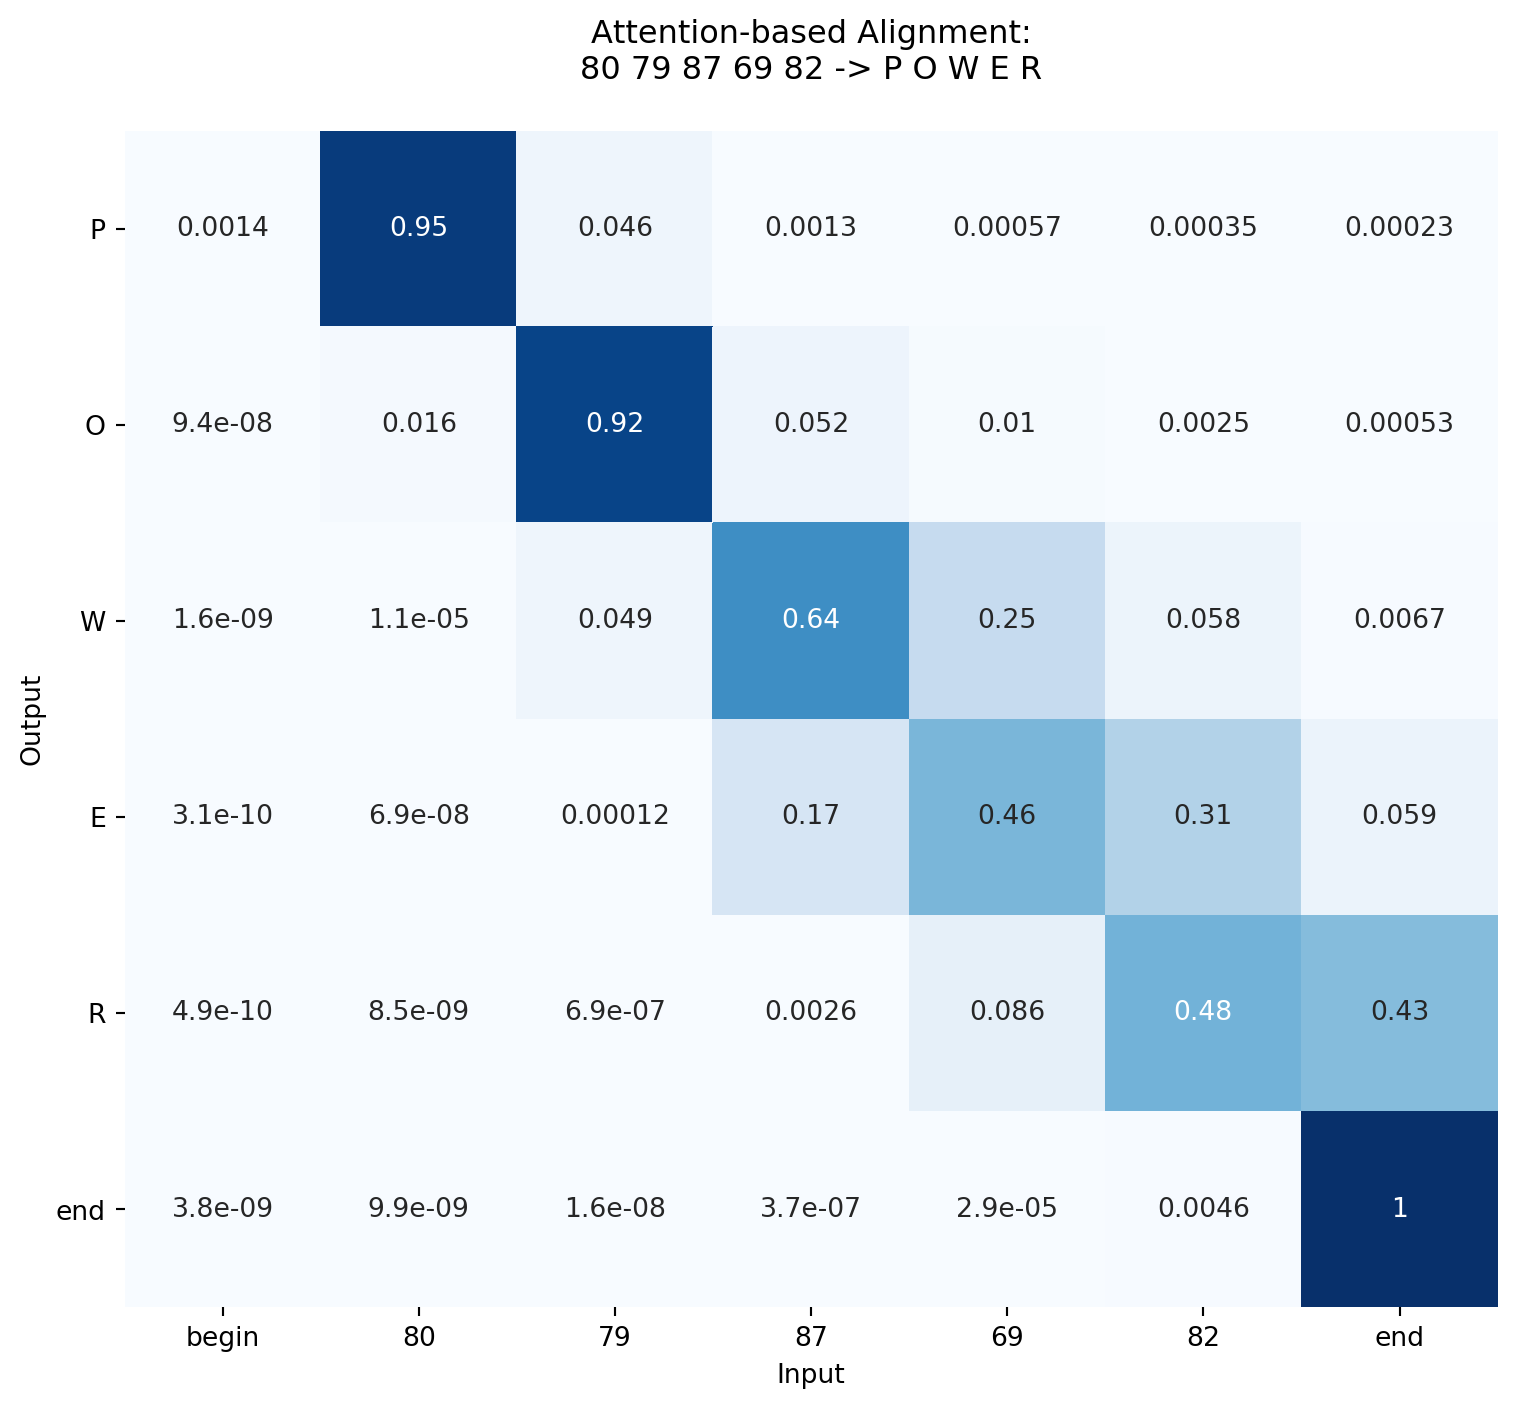 Attention-based Alignment:
80 79 87 69 82 -> P O W E R
P 0.0014 0.95 0.046 0.0013 0.00057 0.00035 0.00023
O 9.4e-08 0.016 0.92 0.052 0.01 0.0025 0.00053
W 1.6e-09 1.1e-05 0.049 0.64 0.25 0.058 0.0067
Output
E 3.1e-10 6.9e-08 0.00012 0.17 0.46 0.31 0.059
R 4.9e-10 8.5e-09 6.9e-07 0.0026 0.086 0.48 0.43
end 3.8e-09 9.9e-09 1.6e-08 3.7e-07 2.9e-05 0.0046 1
begin 80 79 87 69 82 end
Input